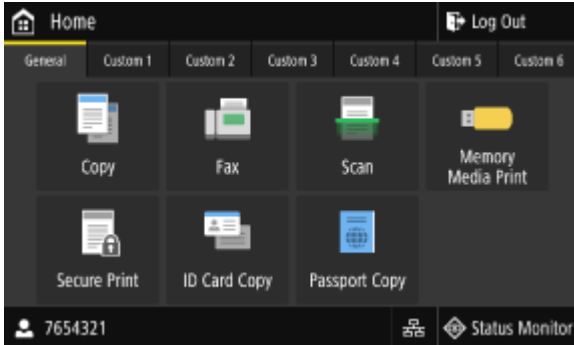 Home
Log Out
General Custom 1 Custom 2 Custom 3 Custom 4 Custom 5 Custom 6
Copy Fax Scan Memory
Media Print
Secure Print ID Card Copy Passport Copy
7654321 Status Monitor